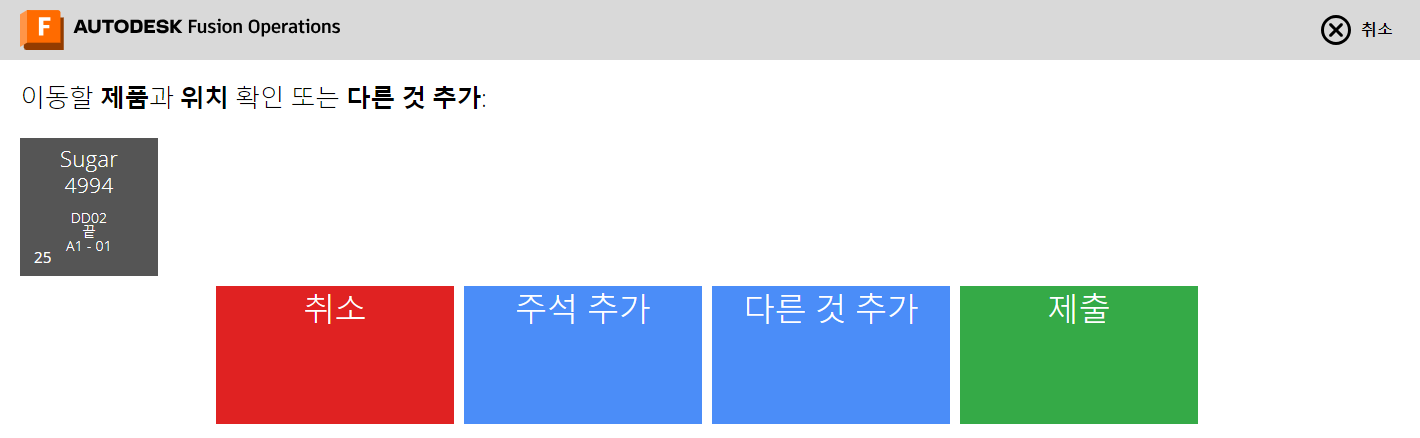 F AUTODESK Fusion Operations
취소
이동할 제품과 위치 확인 또는 다른 것 추가:
Sugar
4994
DD02
끝
A1 - 01
25
취소
주석 추가
다른 것 추가
제출